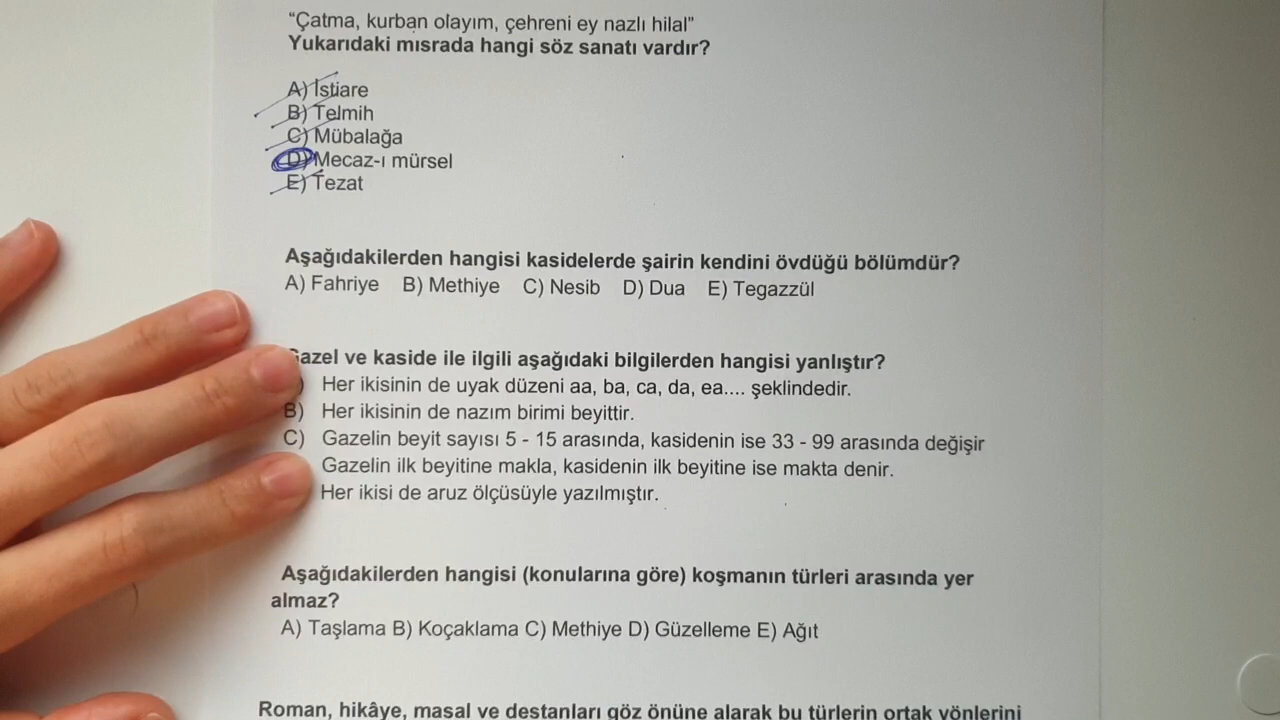 "Çatma, kurban olayım, çehreni ey nazlı hilal"
Yukarıdaki mısrada hangi söz sanatı vardır?
A) İstiare
B) Telmih
C) Mübalağa
D) Mecaz-ı mürsel
E) Tezat
Aşağıdakilerden hangisi kasidelerde şairin kendini övdüğü bölümdür?
A) Fahriye B) Methiye C) Nesib D) Dua E) Tegazzül
Gazel ve kaside ile ilgili aşağıdaki bilgilerden hangisi yanlıştır?
) Her ikisinin de uyak düzeni aa, ba, ca, da, ea.... şeklindedir.
B) Her ikisinin de nazım birimi beyittir.
C) Gazelin beyit sayısı 5 - 15 arasında, kasidenin ise 33 - 99 arasında değişir
Gazelin ilk beyitine makla, kasidenin ilk beyitine ise makta denir.
Her ikisi de aruz ölçüsüyle yazılmıştır.
Aşağıdakilerden hangisi (konularına göre) koşmanın türleri arasında yer
almaz?
A) Taşlama B) Koçaklama C) Methiye D) Güzelleme E) Ağıt
Roman, hikâye, masal ve destanları göz önüne alarak bu türlerin ortak yönlerini